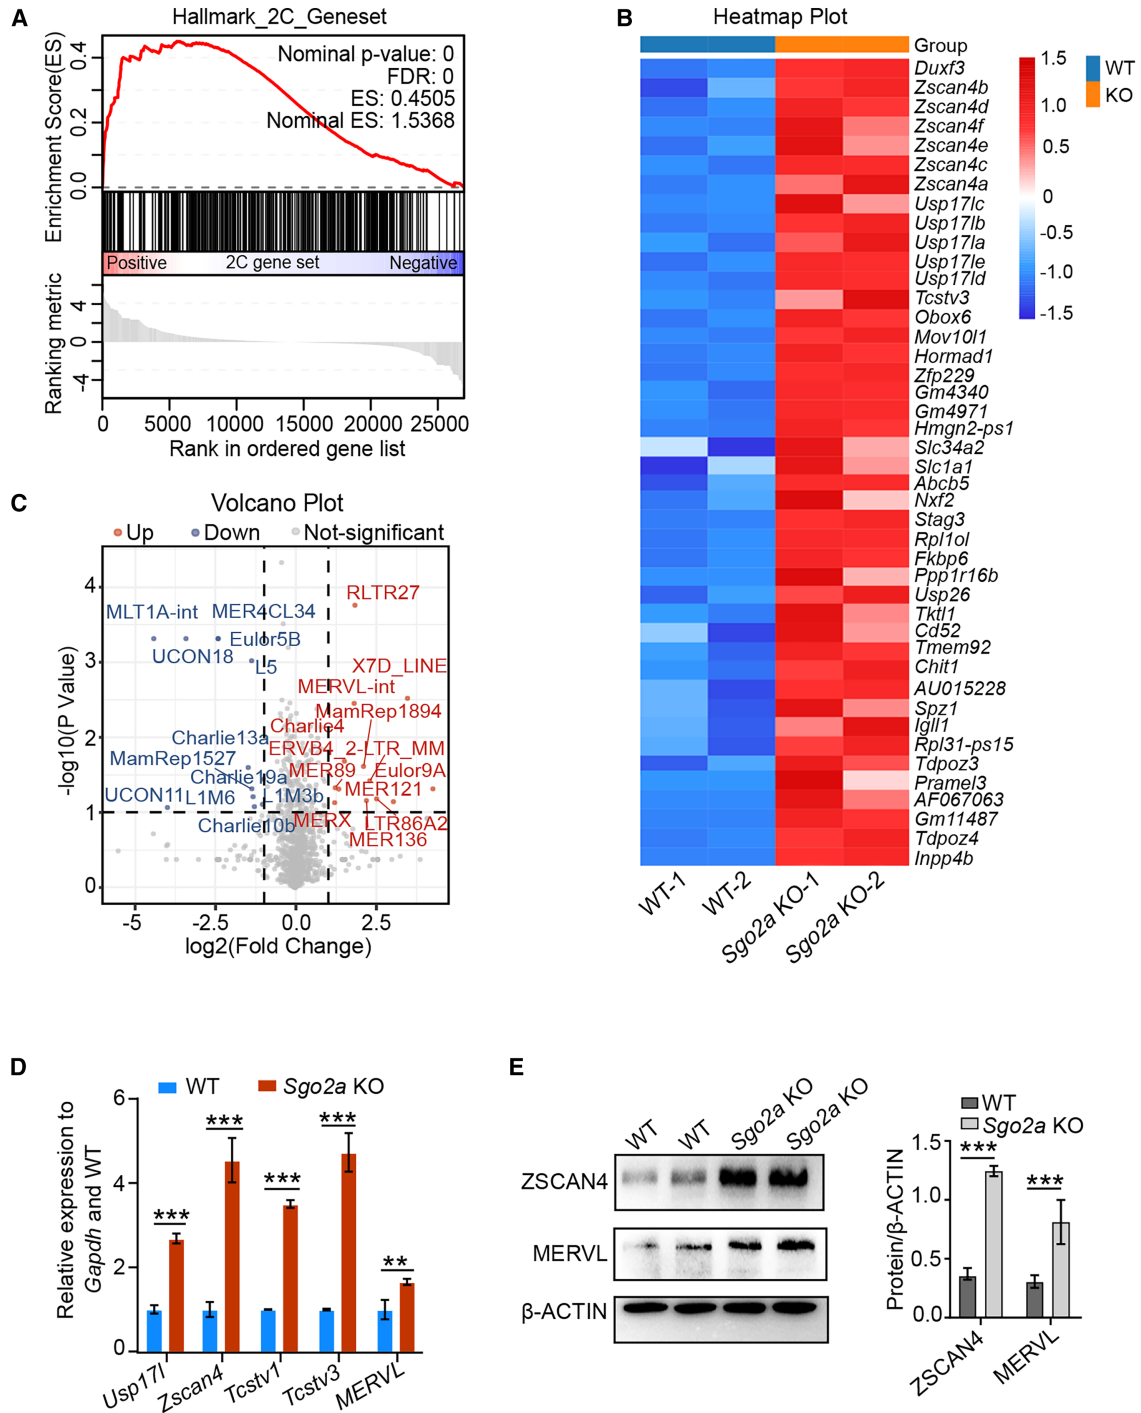 A
Hallmark_2C_Geneset
Enrichment Score(ES)
0.4
0.2
0.0
Nominal p-value: 0
FDR: 0
ES: 0.4505
Nominal ES: 1.5368
Positive
2C gene set
Negative
Ranking metric
4
0
-4
0
5000
10000
15000
20000
25000
Rank in ordered gene list
B
Heatmap Plot
Group
Duxf3
Zscan4b
Zscan4d
Zscan4f
Zscan4e
Zscan4c
Zscan4a
Usp17lc
Usp17lb
Usp17la
Usp17le
Usp17ld
Tcstv3
Obox6
Mov10l1
Hormad1
Zfp229
Gm4340
Gm4971
Hmgn2-ps1
Slc34a2
Slc1a1
Abcb5
Nxf2
Stag3
Rpl10l
Fkbp6
Ppp1r16b
Usp26
Tktl1
Cd52
Tmem92
Chit1
AU015228
Spz1
Igll1
Rpl31-ps15
Tdpoz3
Pramel3
AF067063
Gm11487
Tdpoz4
Inpp4b
1.5
1.0
0.5
0
-0.5
-1.0
-1.5
WT
KO
WT-1
WT-2
Sgo2a KO-1
Sgo2a KO-2
C
Volcano Plot
Up
Down
Not-significant
-log10(P Value)
4
3
2
1
0
RLTR27
MLT1A-int
MER4CL34
Eulor5B
UCON18
L5
X7D_LINE
MERVL-int
MamRep1894
Charlie4
Charlie13a
ERVB4_2-LTR_MM
MamRep1527
MER89
Eulor9A
Charlie19a
MER121
UCON11
L1M6
L1M3b
Charlie10b
MERX
LTR86A2
MER136
-5
-2.5
0.0
2.5
log2(Fold Change)
D
WT
Sgo2a KO
Relative expression to
Gapdh and WT
6
4
2
0
***
***
***
***
**
Usp17l
Zscan4
Tcstv1
Tcstv3
MERVL
E
WT
WT
Sgo2a KO
Sgo2a KO
ZSCAN4
MERVL
β-ACTIN
WT
Sgo2a KO
Protein/β-ACTIN
1.5
1.0
0.5
0.0
***
***
ZSCAN4
MERVL